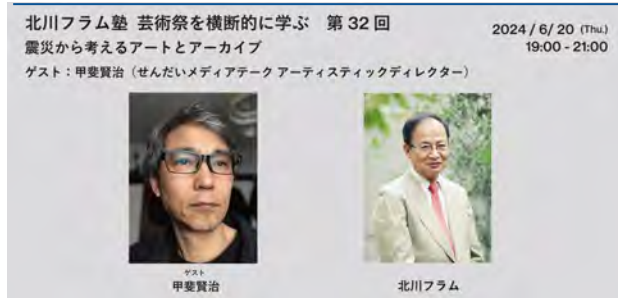 北川フラム塾 芸術祭を横断的に学ぶ 第32回
2024 / 6/ 20 (Thu.)
震災から考えるアートとアーカイブ
19:00 - 21:00
ゲスト：甲斐賢治（せんだいメディアテーク アーティスティックディレクター）
ゲスト
甲斐賢治
北川フラム